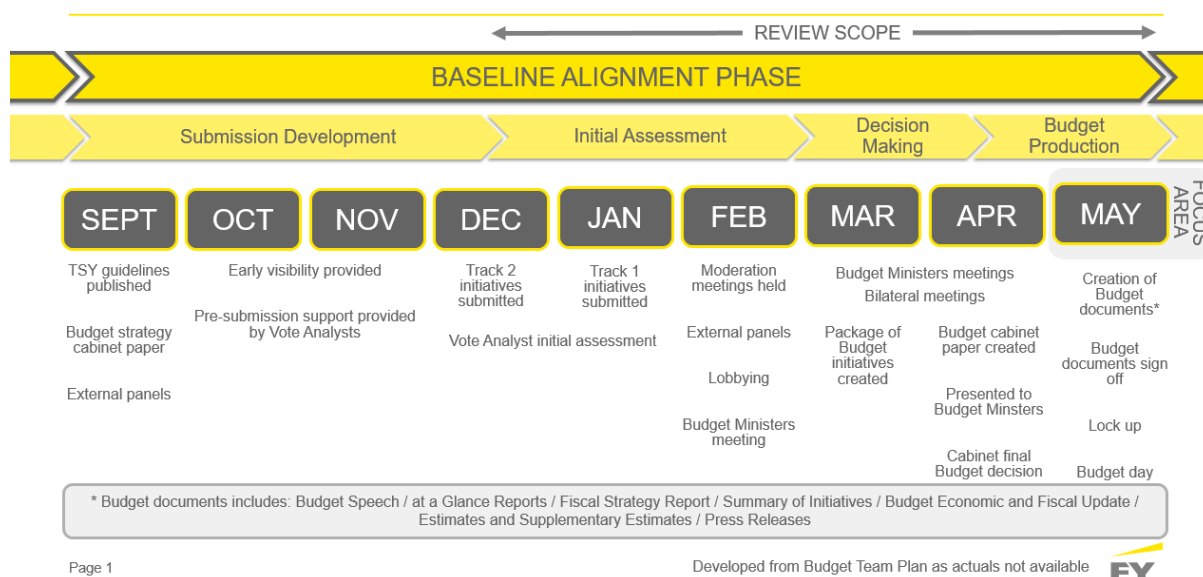 REVIEW SCOPE
BASELINE ALIGNMENT PHASE
Submission Development
Initial Assessment
Decision
Making
Budget
Production
FOCUS
AREA
SEPT
OCT
NOV
DEC
JAN
FEB
MAR
APR
MAY
TSY guidelines
published
Budget strategy
cabinet paper
External panels
Early visibility provided
Pre-submission support provided
by Vote Analysts
Track 2
initiatives
submitted
Track 1
initiatives
submitted
Vote Analyst initial assessment
Moderation
meetings held
External panels
Lobbying
Budget Ministers
meeting
Budget Ministers meetings
Bilateral meetings
Package of
Budget
initiatives
created
Budget cabinet
paper created
Presented to
Budget Minsters
Cabinet final
Budget decision
Creation of
Budget
documents*
Budget
documents sign
off
Lock up
Budget day
* Budget documents includes: Budget Speech / at a Glance Reports / Fiscal Strategy Report / Summary of Initiatives / Budget Economic and Fiscal Update /
Estimates and Supplementary Estimates / Press Releases
Page 1
Developed from Budget Team Plan as actuals not available
EY